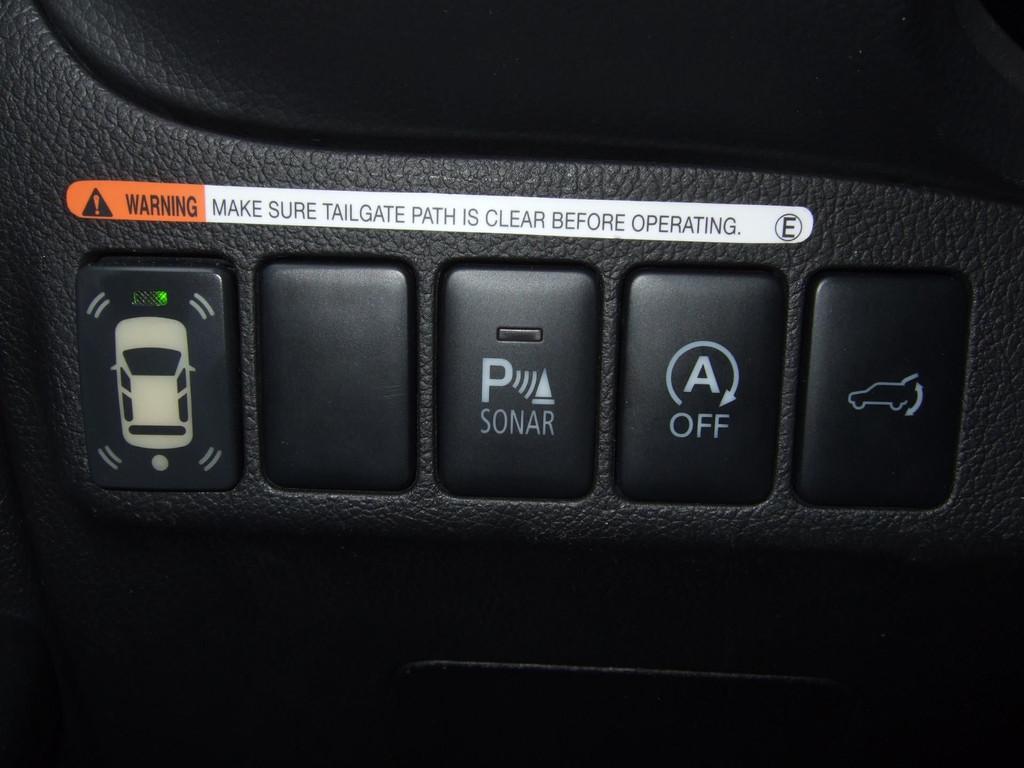 WARNING MAKE SURE TAILGATE PATH IS CLEAR BEFORE OPERATING. E
P
SONAR
A
OFF